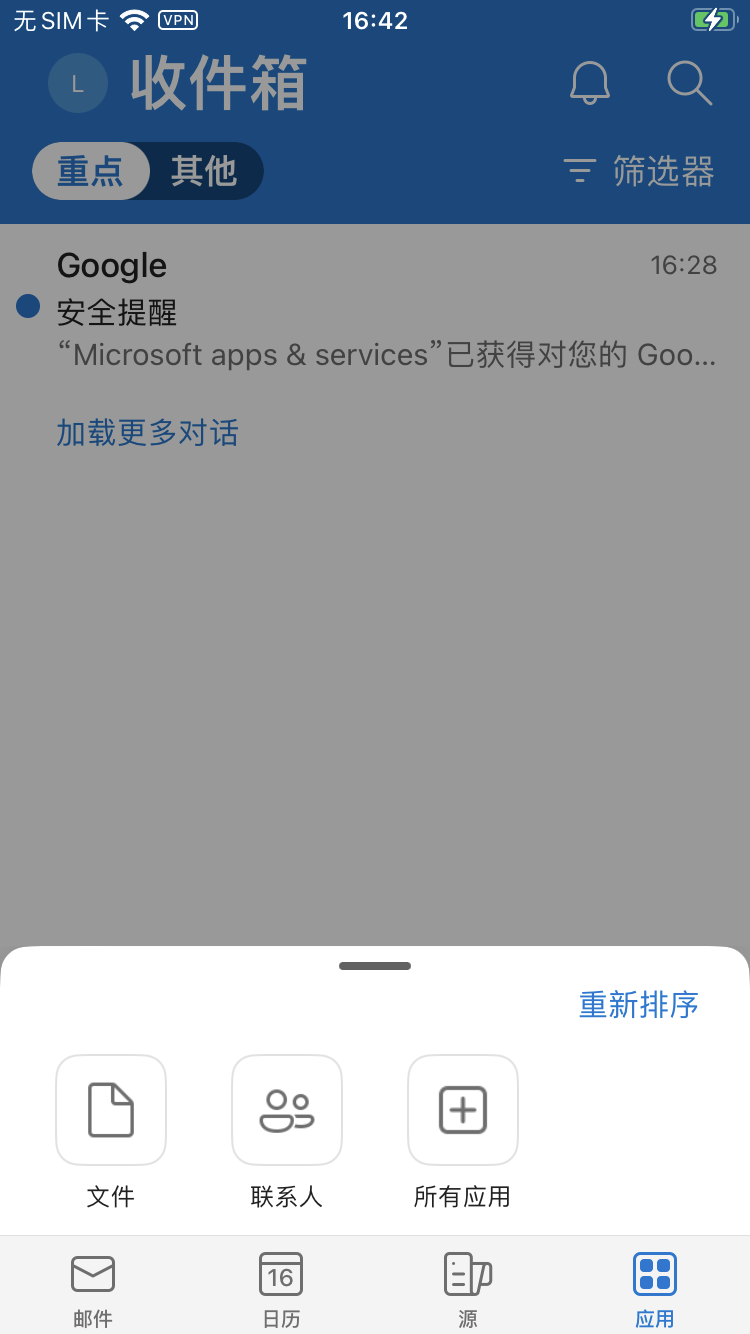 无SIM卡 VPN 16:42
L 收件箱
重点 其他 筛选器
Google 16:28
安全提醒
“Microsoft apps & services”已获得对您的 Goo...
加载更多对话
重新排序
文件 联系人 所有应用
16
邮件 日历 源 应用